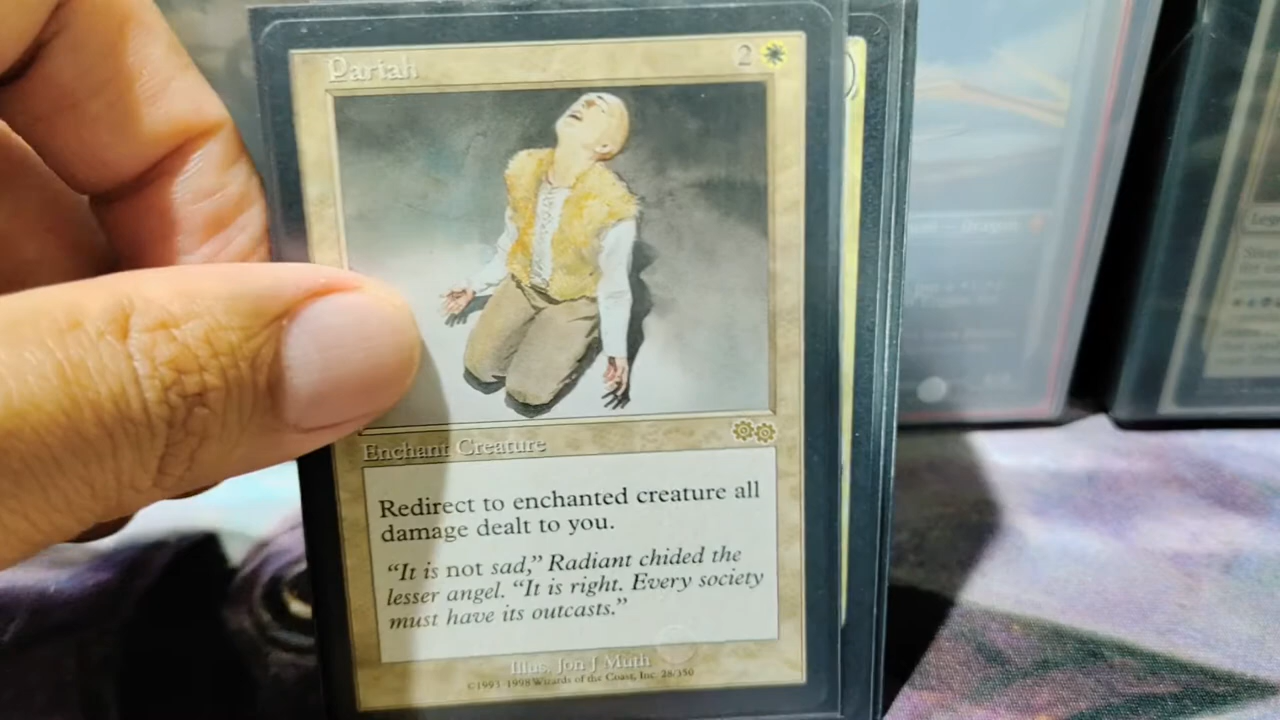 Pariah 2
Enchant Creature
Redirect to enchanted creature all
damage dealt to you.
“It is not sad,” Radiant chided the
lesser angel. “It is right. Every society
must have its outcasts.”
Illus. Jon J Muth
©1993-1998 Wizards of the Coast, Inc. 28/350
Dragon